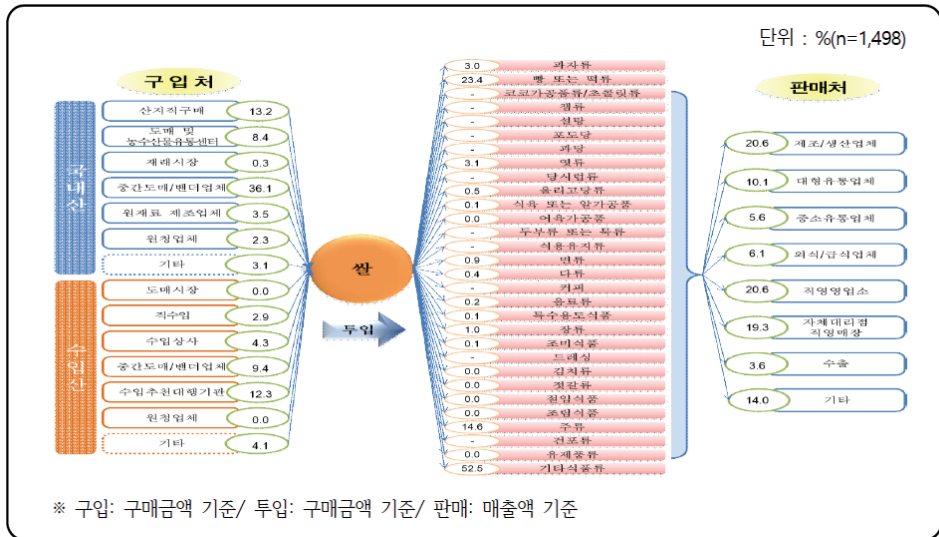 단위 : %(n=1,498)
구입처
판매처
국내산
산지직구매 13.2
도매 및 농수산물유통센터 8.4
재래시장 0.3
중간도매/벤더업체 36.1
원재료 제조업체 3.5
원청업체 2.3
기타 3.1
수입산
도매시장 0.0
직수입 2.9
수입상사 4.3
중간도매/벤더업체 9.4
수입추천대행기관 12.3
원청업체 0.0
기타 4.1
쌀
투입
3.0 과자류
23.4 빵 또는 떡류
- 코코가공품류/초콜릿류
- 잼류
- 설탕
- 포도당
- 과당
3.1 엿류
- 당시럽류
0.5 올리고당류
0.1 식육 또는 알가공품
0.0 어육가공품
- 두부류 또는 묵류
- 식용유지류
0.9 면류
0.4 다류
- 커피
0.2 음료류
0.1 특수용도식품
1.0 장류
0.1 조미식품
- 드레싱
0.0 김치류
0.0 젓갈류
0.0 절임식품
0.0 조림식품
14.6 주류
- 건포류
0.0 유제품류
52.5 기타식품류
20.6 제조/생산업체
10.1 대형유통업체
5.6 중소유통업체
6.1 외식/급식업체
20.6 직영영업소
19.3 자체대리점 직영매장
3.6 수출
14.0 기타
※ 구입: 구매금액 기준/ 투입: 구매금액 기준/ 판매: 매출액 기준